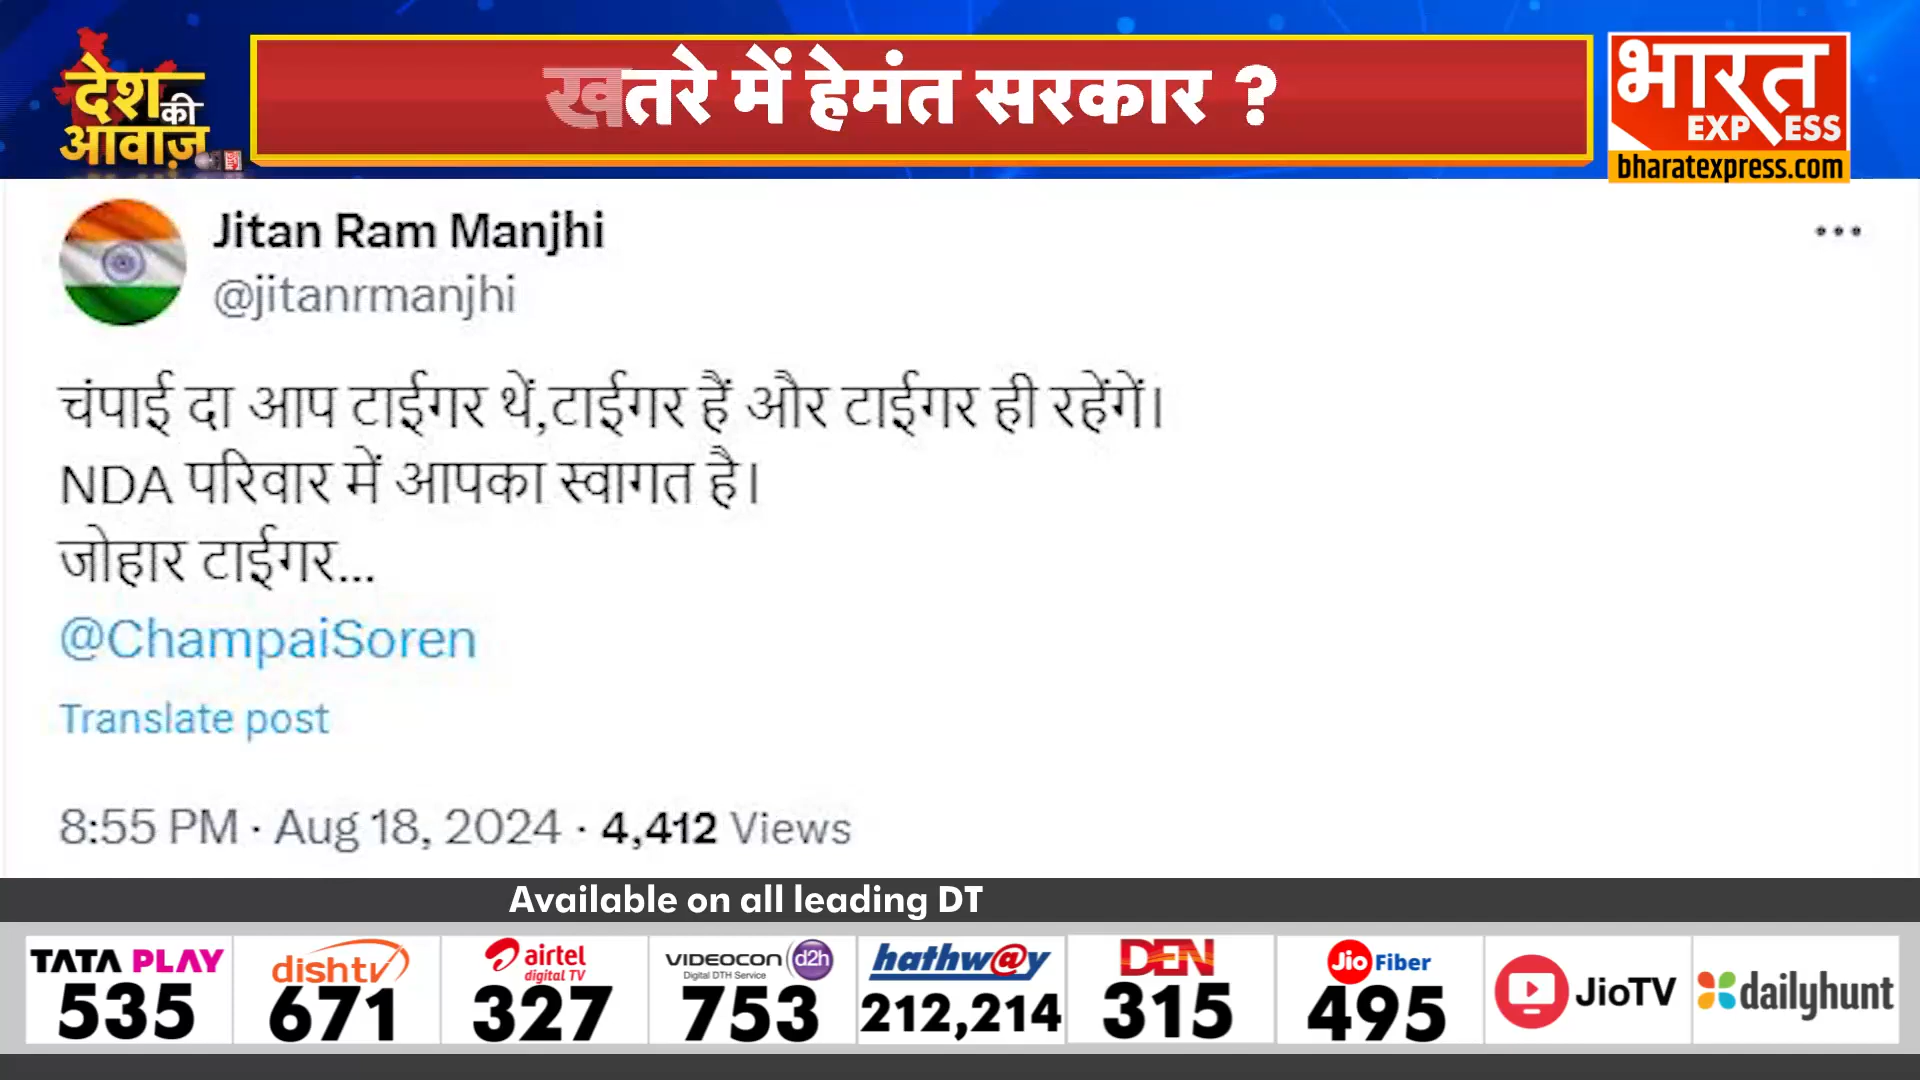 देश की आवाज़
खतरे में हेमंत सरकार ?
भारत
EXPRESS
bharatexpress.com
Jitan Ram Manjhi
@jitanrmanjhi
चंपाई दा आप टाईगर थें,टाईगर हैं और टाईगर ही रहेंगें।
NDA परिवार में आपका स्वागत है।
जोहार टाईगर...
@ChampaiSoren
Translate post
8:55 PM · Aug 18, 2024 · 4,412 Views
Available on all leading DT
TATA PLAY 535
dishtv 671
airtel digital TV 327
VIDEOCON d2h Digital DTH Service 753
hathw@y 212,214
DEN 315
Jio Fiber 495
JioTV
dailyhunt